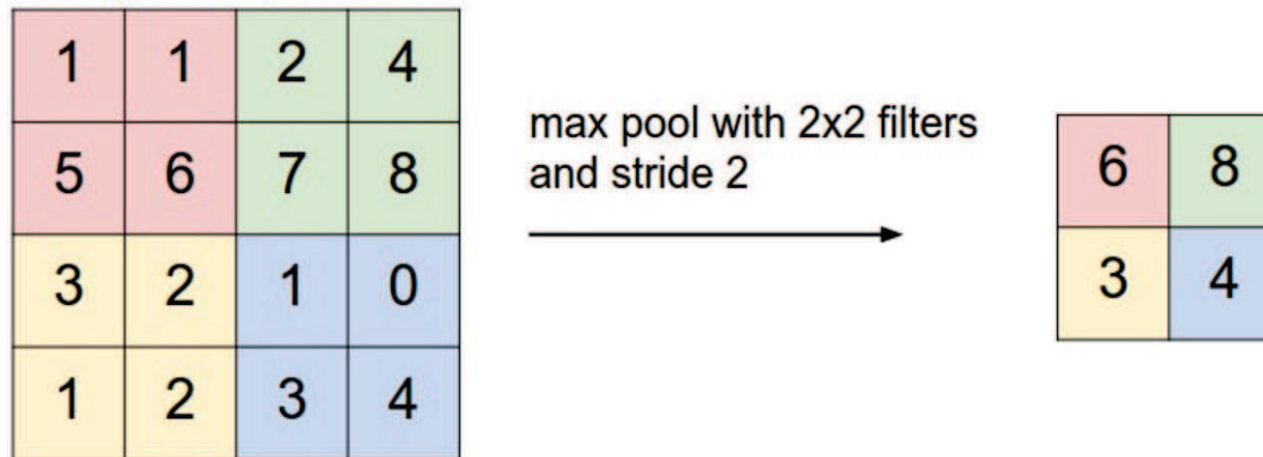 1 1 2 4
5 6 7 8
3 2 1 0
1 2 3 4
max pool with 2x2 filters
and stride 2
6 8
3 4